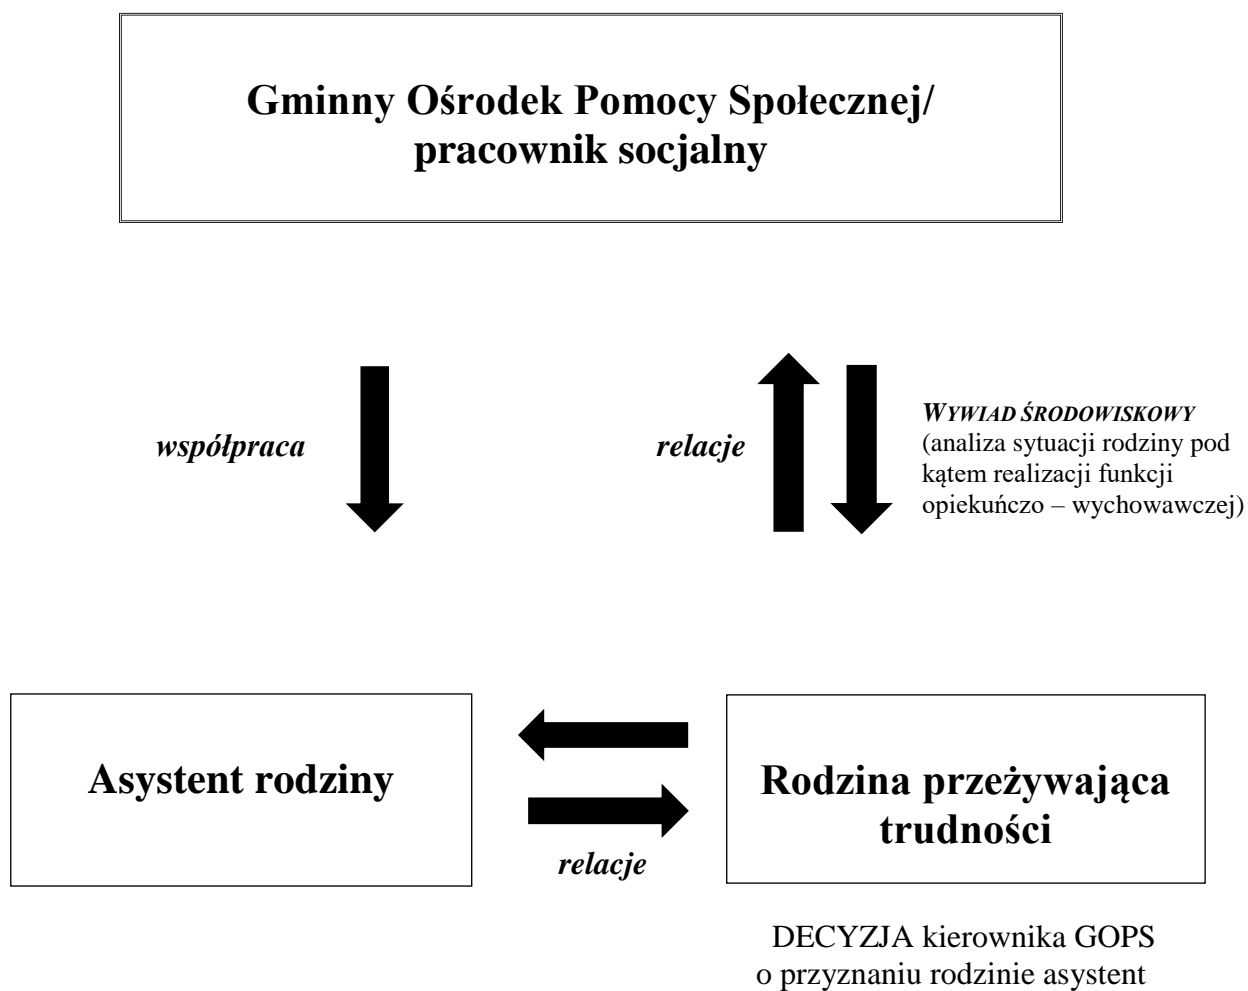 Gminny Ośrodek Pomocy Społecznej/
pracownik socjalny
współpraca
relacje
WYWIAD ŚRODOWISKOWY
(analiza sytuacji rodziny pod
kątem realizacji funkcji
opiekuńczo – wychowawczej)
Asystent rodziny
relacje
Rodzina przeżywająca
trudności
DECYZJA kierownika GOPS
o przyznaniu rodzinie asystent